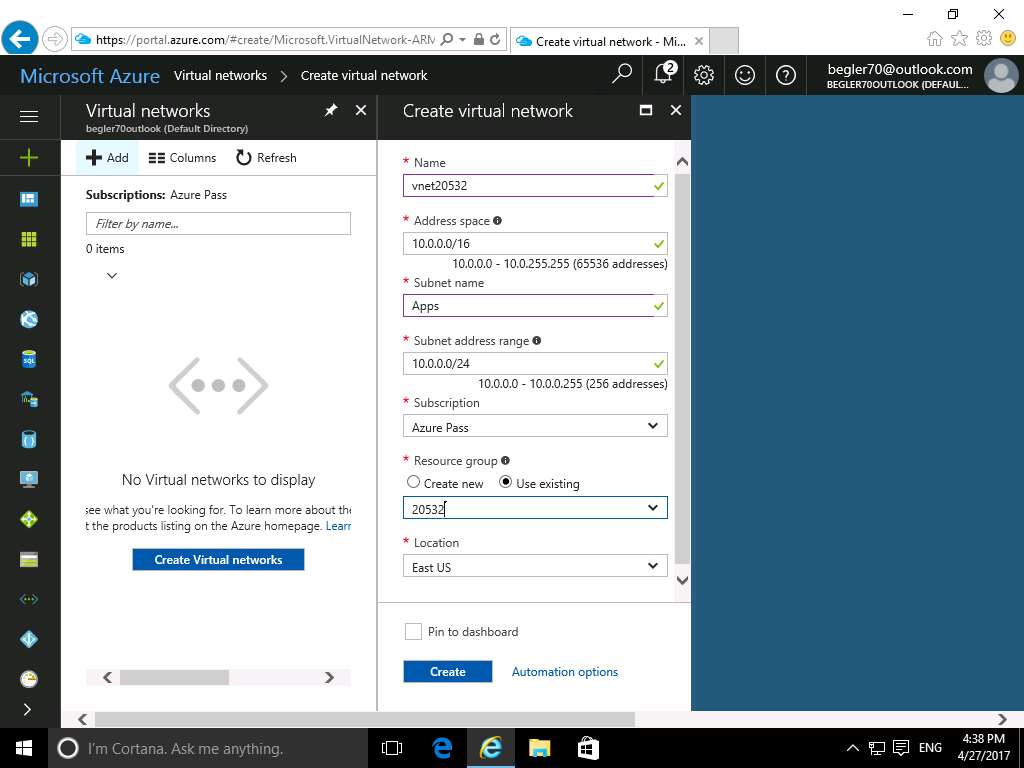 https://portal.azure.com/#create/Microsoft.VirtualNetwork-ARM
Create virtual network - Mi...
Microsoft Azure
Virtual networks > Create virtual network
2
begler70@outlook.com
BEGLER70OUTLOOK (DEFAUL...
Virtual networks
begler70outlook (Default Directory)
Add
Columns
Refresh
Subscriptions: Azure Pass
Filter by name...
0 items
No Virtual networks to display
see what you're looking for. To learn more about the
t the products listing on the Azure homepage. Learn
Create Virtual networks
Create virtual network
* Name
vnet20532
* Address space
10.0.0.0/16
10.0.0.0 - 10.0.255.255 (65536 addresses)
* Subnet name
Apps
* Subnet address range
10.0.0.0/24
10.0.0.0 - 10.0.0.255 (256 addresses)
* Subscription
Azure Pass
* Resource group
Create new
Use existing
20532
* Location
East US
Pin to dashboard
Create
Automation options
SQL
I'm Cortana. Ask me anything.
ENG
4:38 PM
4/27/2017